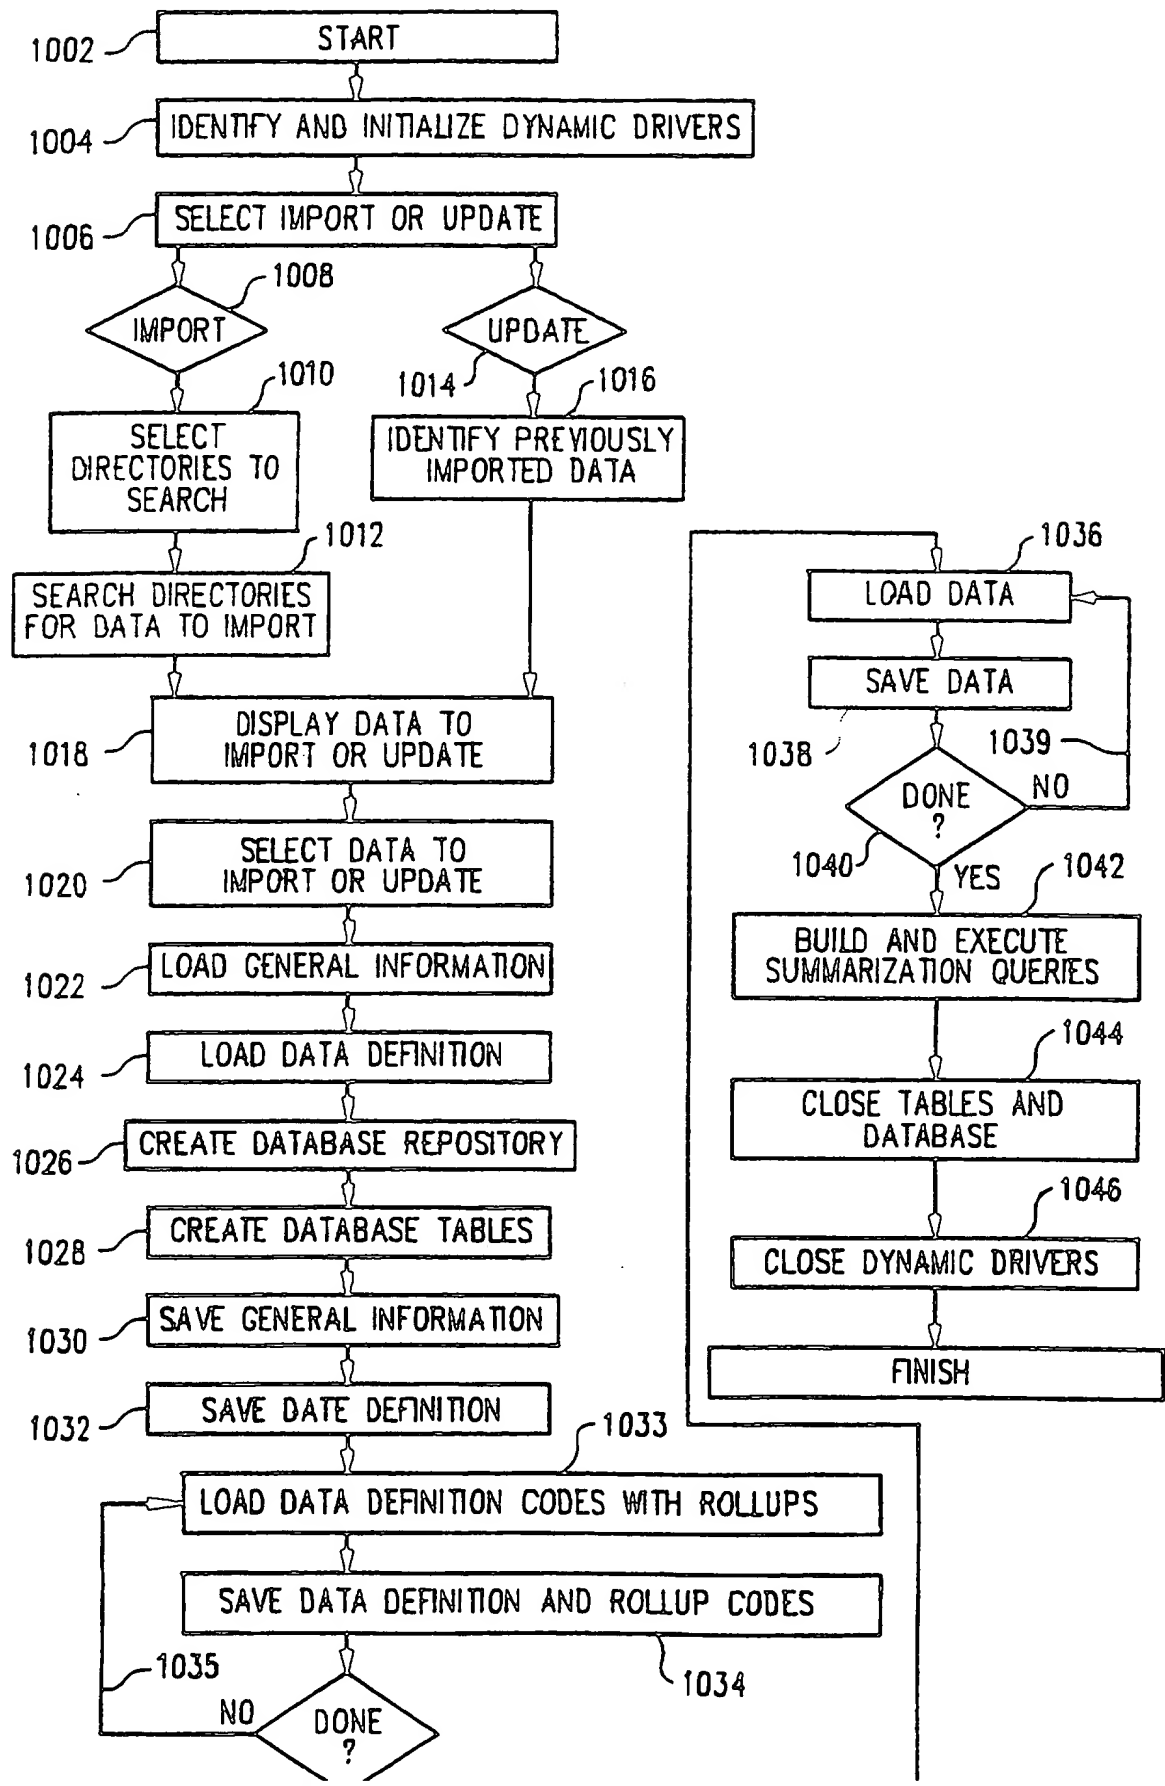 START
1002
IDENTIFY AND INITIALIZE DYNAMIC DRIVERS
1004
SELECT IMPORT OR UPDATE
1006
1008
IMPORT
UPDATE
1014
1010
1016
SELECT
DIRECTORIES TO
SEARCH
IDENTIFY PREVIOUSLY
IMPORTED DATA
1012
SEARCH DIRECTORIES
FOR DATA TO IMPORT
DISPLAY DATA TO
IMPORT OR UPDATE
1018
SELECT DATA TO
IMPORT OR UPDATE
1020
LOAD GENERAL INFORMATION
1022
LOAD DATA DEFINITION
1024
CREATE DATABASE REPOSITORY
1026
CREATE DATABASE TABLES
1028
SAVE GENERAL INFORMATION
1030
SAVE DATE DEFINITION
1032
1033
LOAD DATA DEFINITION CODES WITH ROLLUPS
SAVE DATA DEFINITION AND ROLLUP CODES
1034
1035
NO
DONE
?
1036
LOAD DATA
SAVE DATA
1038
1039
DONE
?
NO
1040
YES
1042
BUILD AND EXECUTE
SUMMARIZATION QUERIES
1044
CLOSE TABLES AND
DATABASE
1046
CLOSE DYNAMIC DRIVERS
FINISH